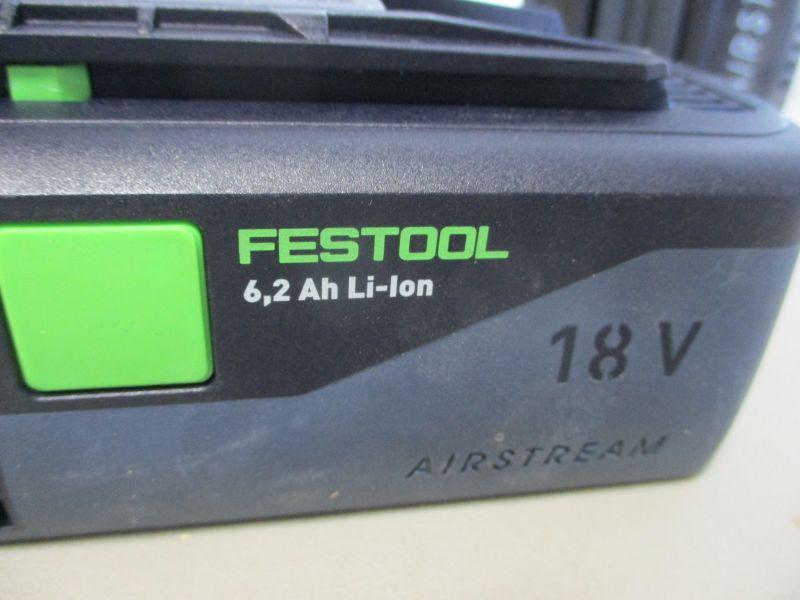 FESTOOL
6,2 Ah Li-Ion
18 V
AIRSTREAM